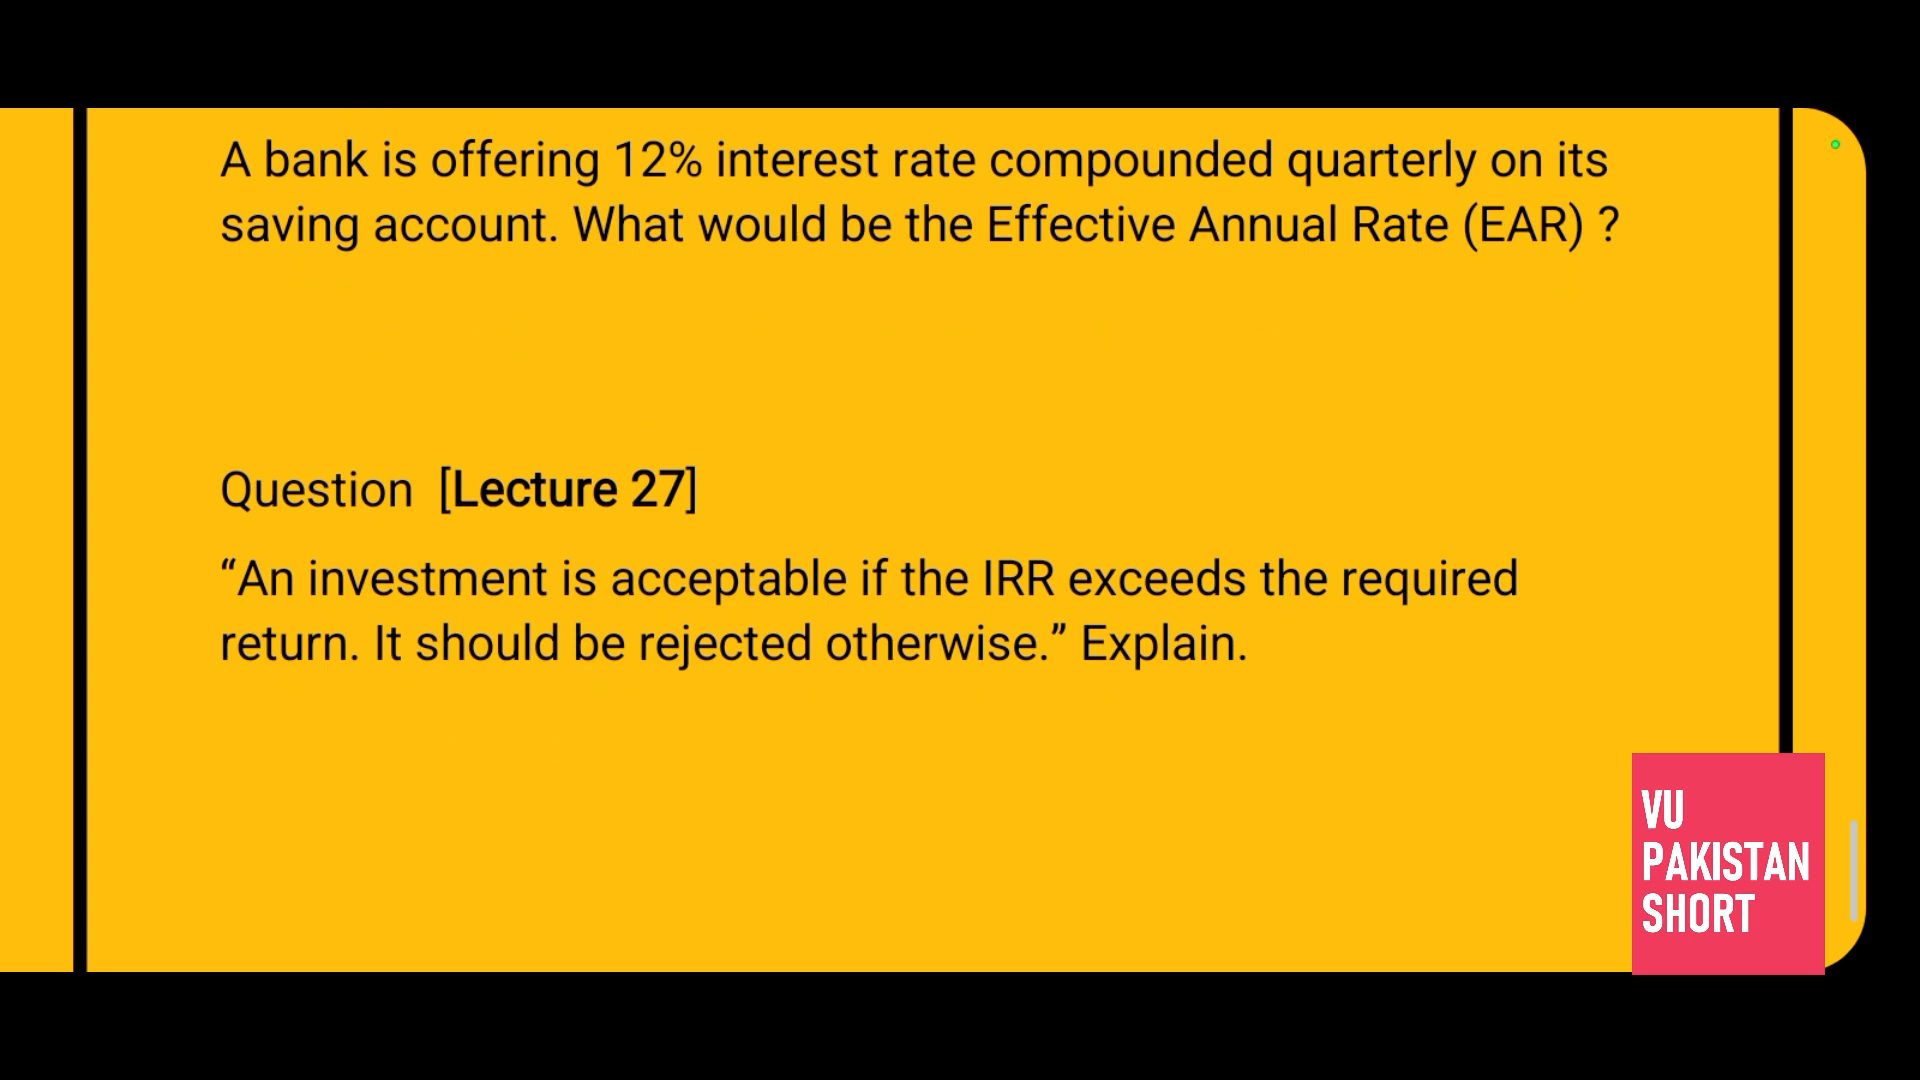 A bank is offering 12% interest rate compounded quarterly on its
saving account. What would be the Effective Annual Rate (EAR) ?
Question [Lecture 27]
“An investment is acceptable if the IRR exceeds the required
return. It should be rejected otherwise.” Explain.
VU
PAKISTAN
SHORT